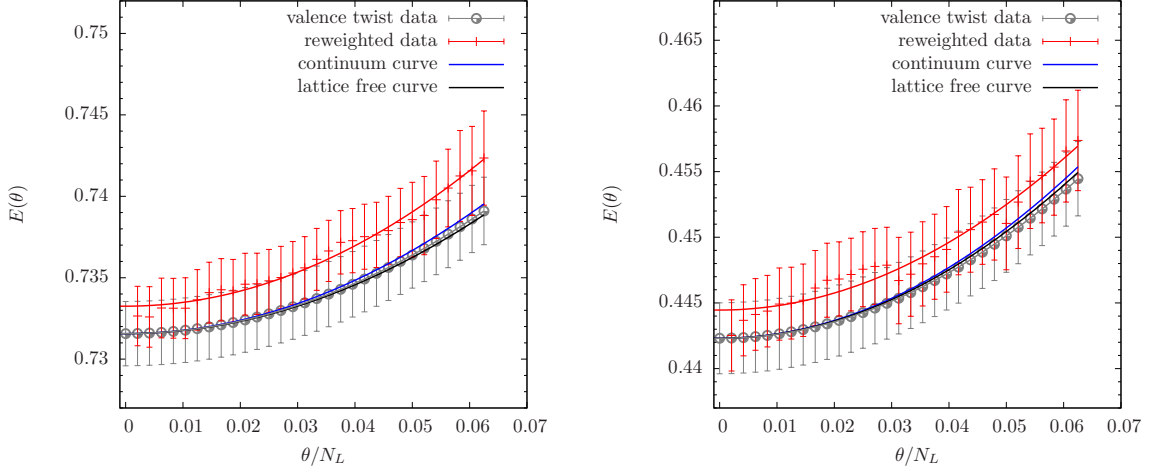 valence twist data
reweighted data
continuum curve
lattice free curve
0.75
0.745
0.74
0.735
0.73
E(θ)
0
0.01
0.02
0.03
0.04
0.05
0.06
0.07
θ/N_L
valence twist data
reweighted data
continuum curve
lattice free curve
0.465
0.46
0.455
0.45
0.445
0.44
E(θ)
0
0.01
0.02
0.03
0.04
0.05
0.06
0.07
θ/N_L